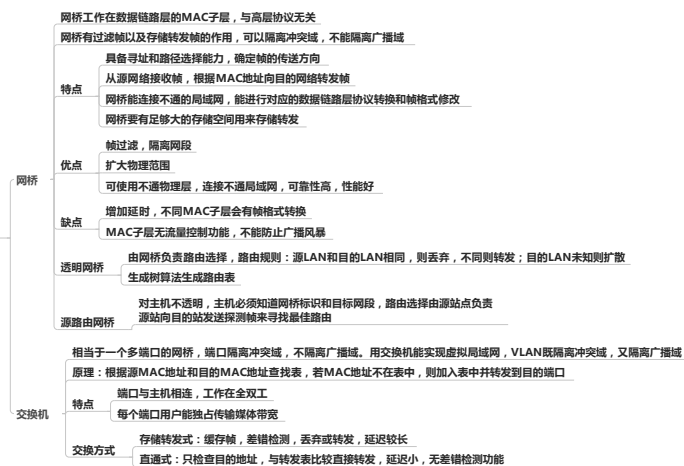 网桥工作在数据链路层的MAC子层，与高层协议无关
网桥有过滤帧以及存储转发帧的作用，可以隔离冲突域，不能隔离广播域
特点
具备寻址和路径选择能力，确定帧的传送方向
从源网络接收帧，根据MAC地址向目的网络转发帧
网桥能连接不通的局域网，能进行对应的数据链路层协议转换和帧格式修改
网桥要有足够大的存储空间用来存储转发
网桥
优点
帧过滤，隔离网段
扩大物理范围
可使用不通物理层，连接不通局域网，可靠性高，性能好
缺点
增加延时，不同MAC子层会有帧格式转换
MAC子层无流量控制功能，不能防止广播风暴
透明网桥
由网桥负责路由选择，路由规则：源LAN和目的LAN相同，则丢弃，不同则转发；目的LAN未知则扩散
生成树算法生成路由表
源路由网桥
对主机不透明，主机必须知道网桥标识和目标网段，路由选择由源站点负责
源站向目的站发送探测帧来寻找最佳路由
相当于一个多端口的网桥，端口隔离冲突域，不隔离广播域。用交换机能实现虚拟局域网，VLAN既隔离冲突域，又隔离广播域
原理：根据源MAC地址和目的MAC地址查找表，若MAC地址不在表中，则加入表中并转发到目的端口
交换机
特点
端口与主机相连，工作在全双工
每个端口用户能独占传输媒体带宽
交换方式
存储转发式：缓存帧，差错检测，丢弃或转发，延迟较长
直通式：只检查目的地址，与转发表比较直接转发，延迟小，无差错检测功能